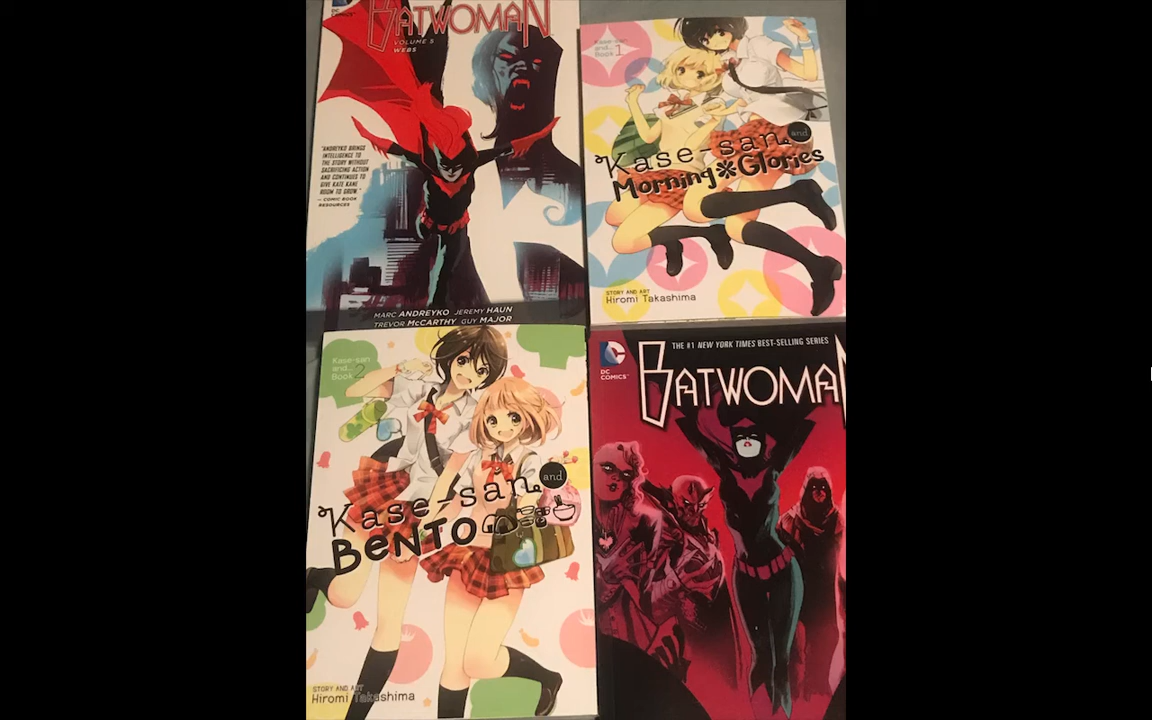 DC COMICS™
BATWOMAN
VOLUME 5
WEBS
"ANDREYKO BRINGS
INTELLIGENCE TO
THE STORY WITHOUT
SACRIFICING ACTION
AND CONTINUES TO
GIVE KATE KANE
ROOM TO GROW."
— COMIC BOOK
RESOURCES
MARC ANDREYKO JEREMY HAUN
TREVOR McCARTHY GUY MAJOR
Kase-san
and...
Book 1
Kase-san and
Morning Glories
STORY AND ART
Hiromi Takashima
Kase-san
and...
Book 2
Kase-san and
BENTO
STORY AND ART
Hiromi Takashima
DC
COMICS™
THE #1 NEW YORK TIMES BEST-SELLING SERIES
BATWOMAN